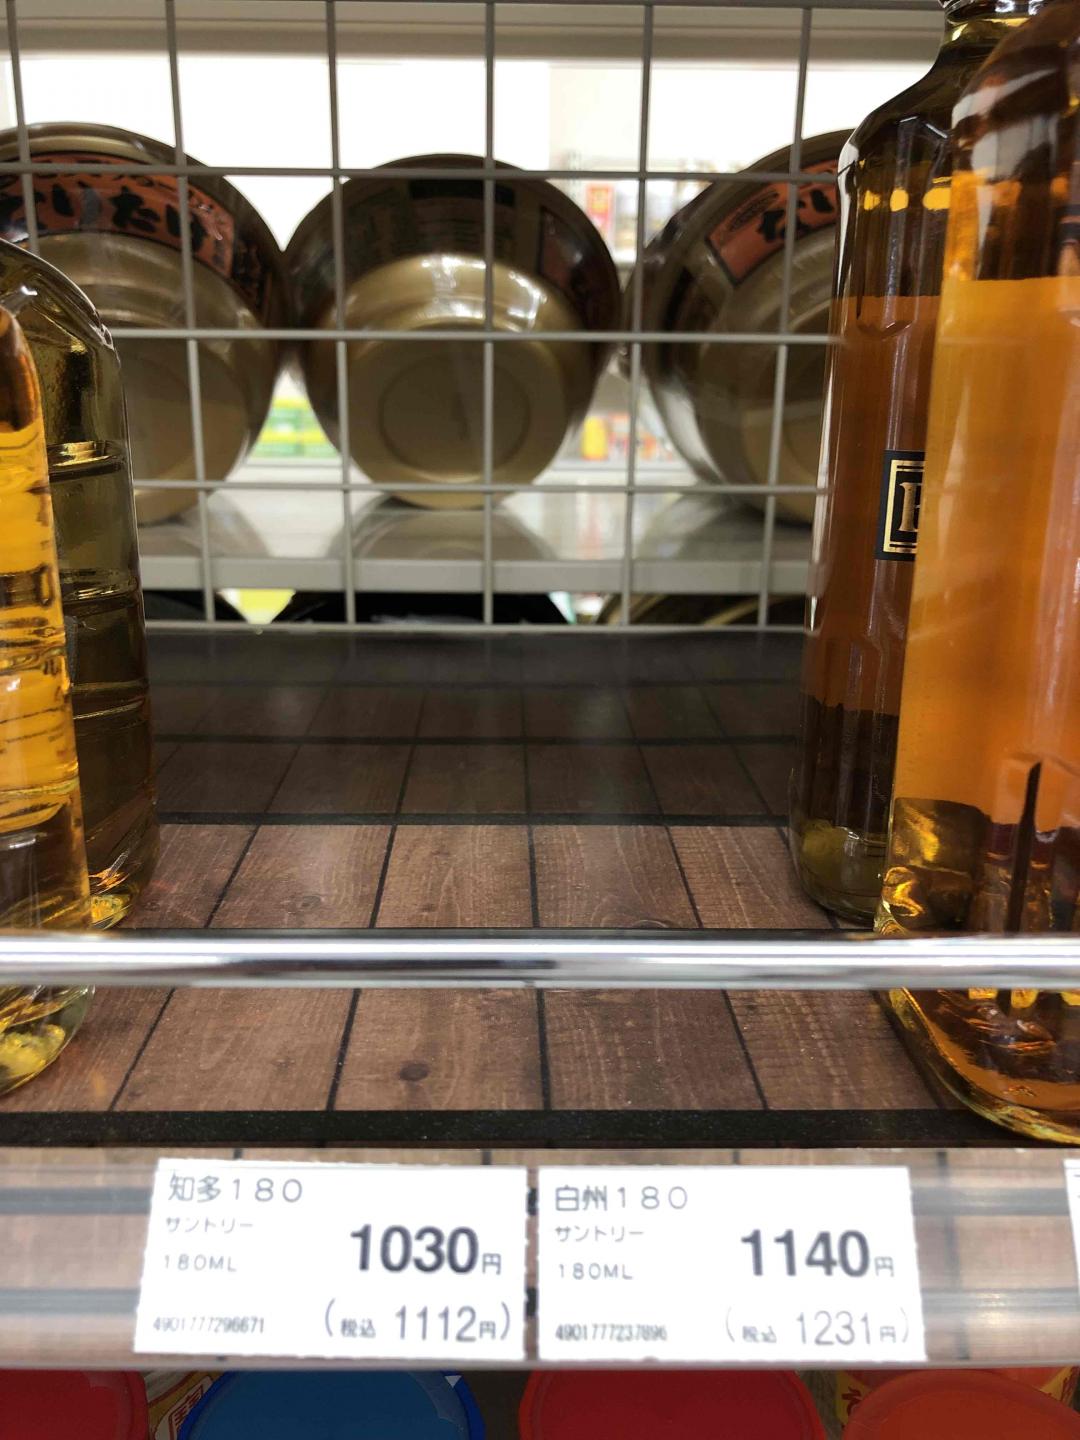 知多180
サントリー
180ML
1030円
4901777296671
(税込 1112円)
白州180
サントリー
180ML
1140円
4901777237896
(税込 1231円)